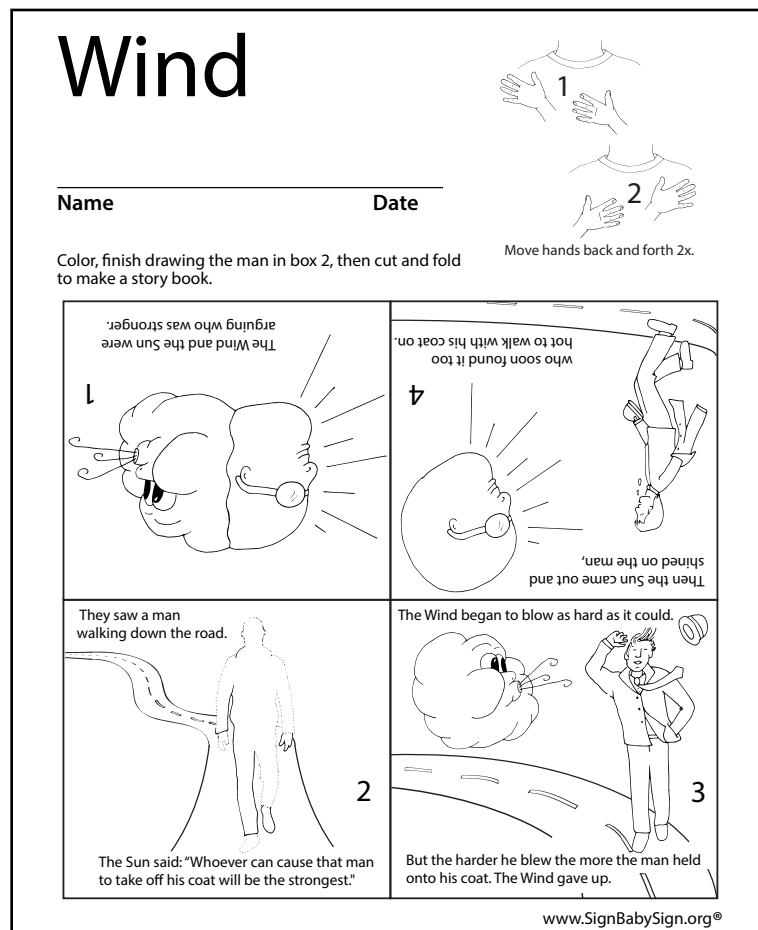 Wind
1
2
Move hands back and forth 2x.
Name Date
Color, finish drawing the man in box 2, then cut and fold
to make a story book.
1
The Wind and the Sun were
arguing who was stronger.
They saw a man
walking down the road.
2
The Sun said: “Whoever can cause that man
to take off his coat will be the strongest."
The Wind began to blow as hard as it could.
3
But the harder he blew the more the man held
onto his coat. The Wind gave up.
Then the Sun came out and
shined on the man,
4
who soon found it too
hot to walk with his coat on.
www.SignBabySign.org®